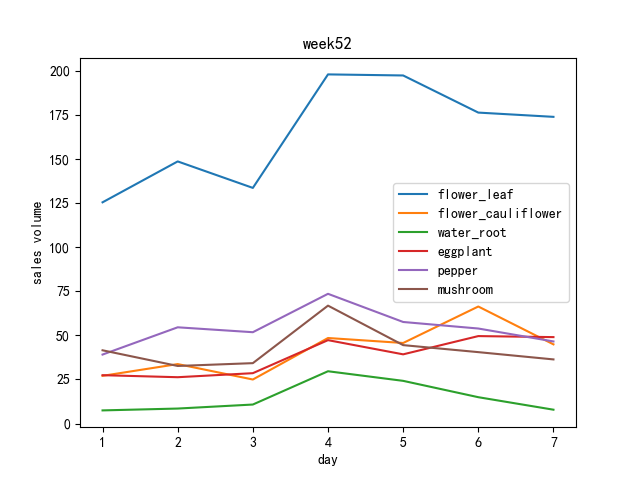 week52
sales volume
200
175
150
125
100
75
50
25
0
flower_leaf
flower_cauliflower
water_root
eggplant
pepper
mushroom
1 2 3 4 5 6 7
day